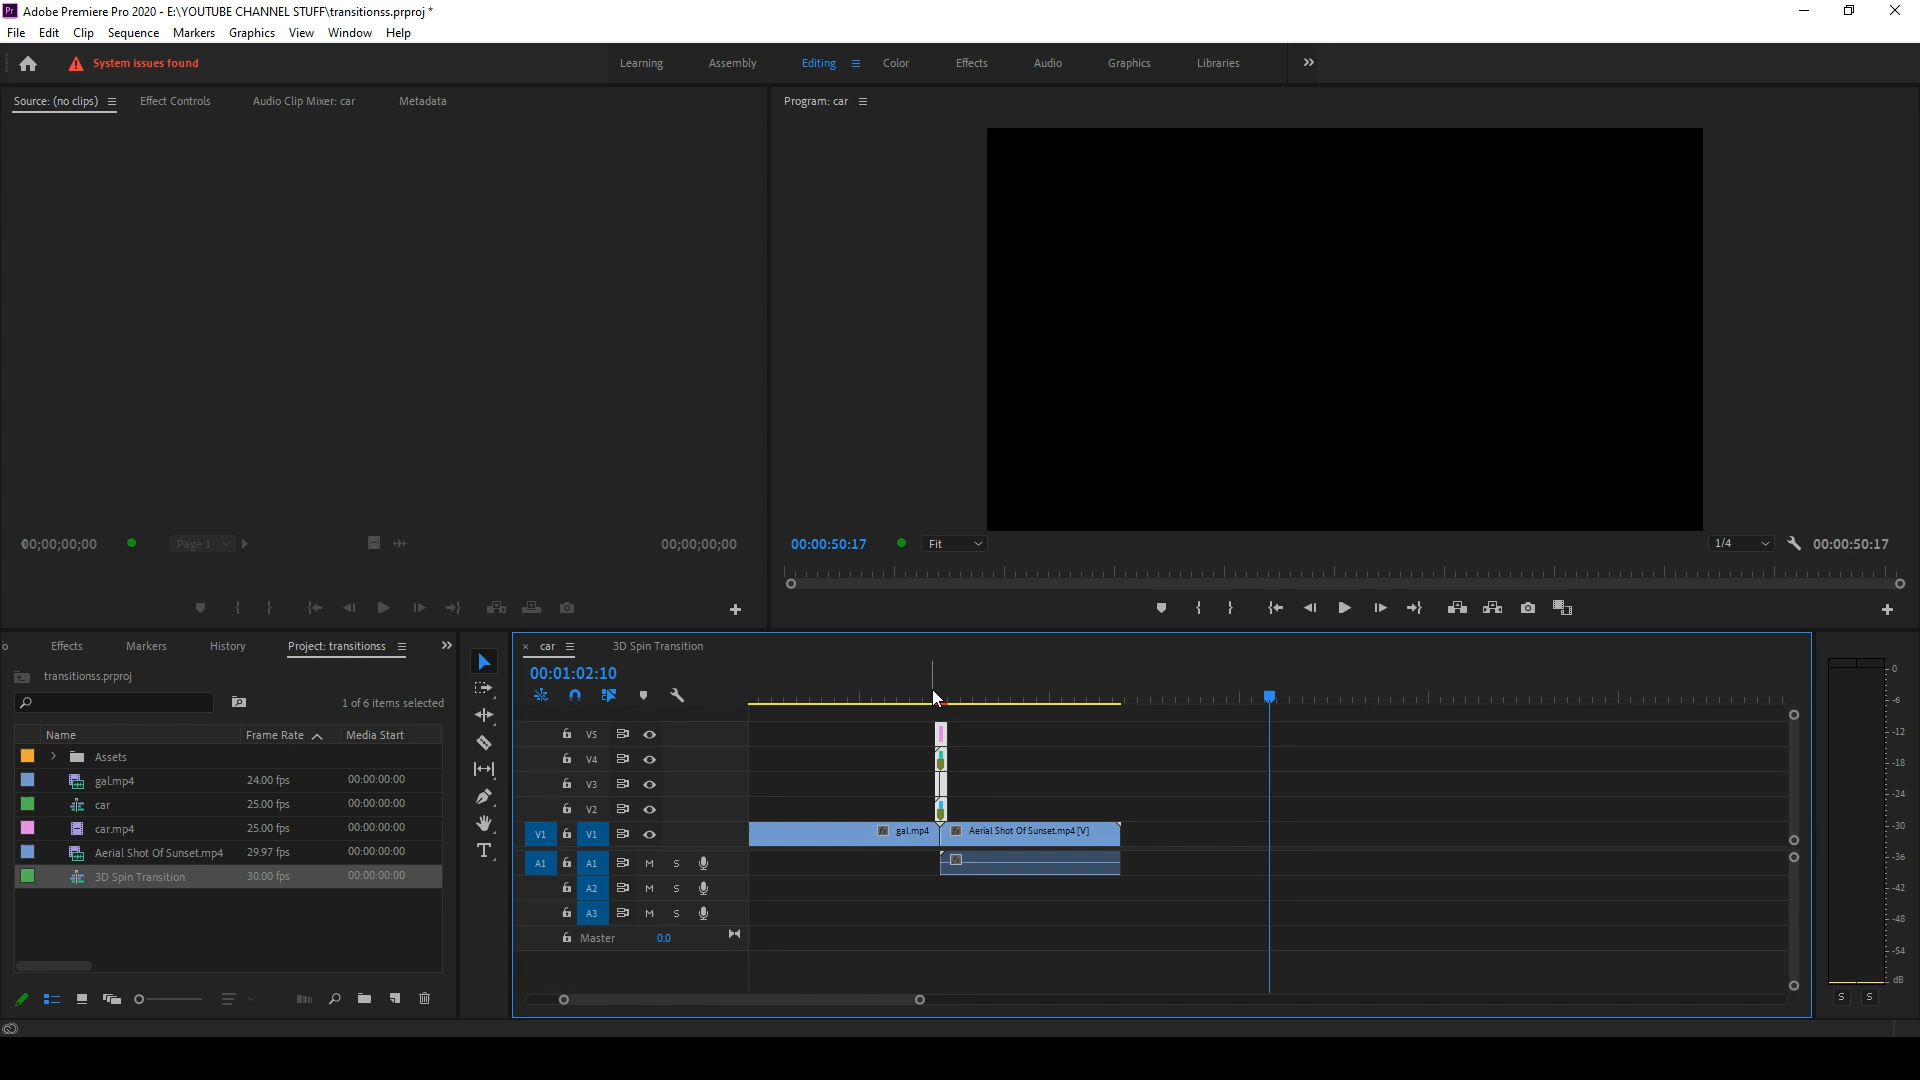 Pr Adobe Premiere Pro 2020 - E:\YOUTUBE CHANNEL STUFF\transitionss.prproj *
File Edit Clip Sequence Markers Graphics View Window Help
System issues found Learning Assembly Editing Color Effects Audio Graphics Libraries
Source: (no clips) Effect Controls Audio Clip Mixer: car Metadata
Program: car
00;00;00;00 Page 1 00;00;00;00
00:00:50:17 Fit 1/4 00:00:50:17
Effects Markers History Project: transitionss
transitionss.prproj
1 of 6 items selected
Name Frame Rate Media Start
Assets
gal.mp4 24.00 fps 00:00:00:00
car 25.00 fps 00:00:00:00
car.mp4 25.00 fps 00:00:00:00
Aerial Shot Of Sunset.mp4 29.97 fps 00:00:00:00
3D Spin Transition 30.00 fps 00:00:00:00
× car 3D Spin Transition
00:01:02:10
V5
V4
V3
V2
V1 V1 fx gal.mp4 fx Aerial Shot Of Sunset.mp4 [V]
A1 A1 M S fx
A2 M S
A3 M S
Master 0.0
0
-6
-12
-18
-24
-30
-36
-42
-48
-54
dB
S S